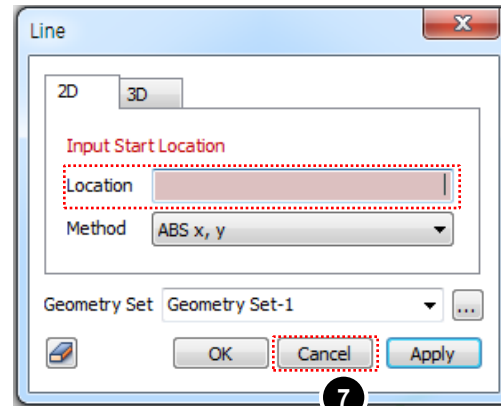 Line
2D 3D
Input Start Location
Location
Method ABS x, y
Geometry Set Geometry Set-1 ...
OK Cancel Apply
7